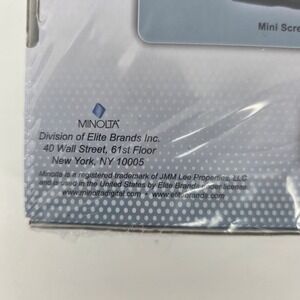 Mini Scre
MINOLTA
Division of Elite Brands Inc.
40 Wall Street, 61st Floor
New York, NY 10005
Minolta is a registered trademark of JMM Lee Properties, LLC
and is used in the United States by Elite Brands under license.
www.minoltadigital.com - www.elitebrands.com